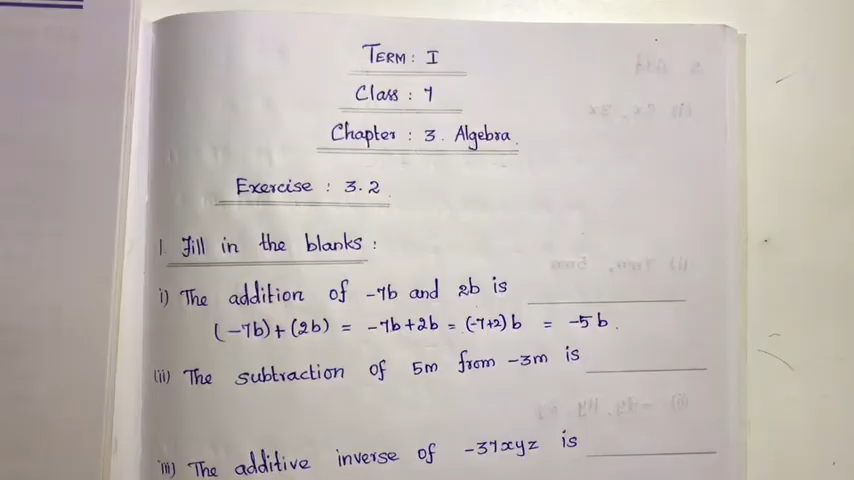 TERM : I
Class : 7
Chapter : 3. Algebra
Exercise : 3.2
1. Fill in the blanks :
i) The addition of -7b and 2b is
(-7b)+(2b) = -7b+2b = (-7+2)b = -5b.
(ii) The subtraction of 5m from -3m is
iii) The additive inverse of -37xyz is